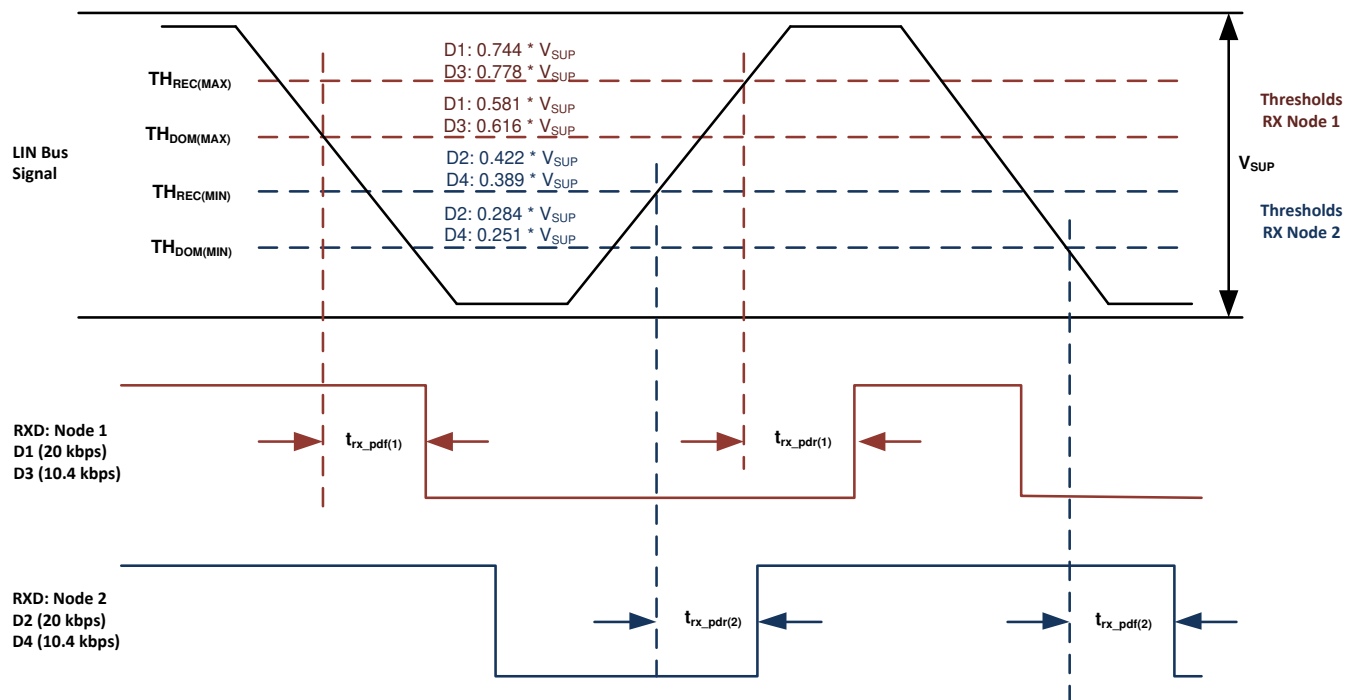 D1: 0.744 * VSUP
THREC(MAX)
D3: 0.778 * VSUP
D1: 0.581 * VSUP
THDOM(MAX)
D3: 0.616 * VSUP
Thresholds
RX Node 1
LIN Bus
Signal
D2: 0.422 * VSUP
THREC(MIN)
D4: 0.389 * VSUP
VSUP
D2: 0.284 * VSUP
THDOM(MIN)
D4: 0.251 * VSUP
Thresholds
RX Node 2
RXD: Node 1
D1 (20 kbps)
D3 (10.4 kbps)
trx_pdf(1)
trx_pdr(1)
RXD: Node 2
D2 (20 kbps)
D4 (10.4 kbps)
trx_pdr(2)
trx_pdf(2)